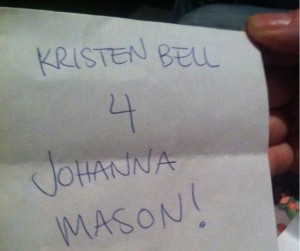 KRISTEN BELL
4
JOHANNA
MASON!